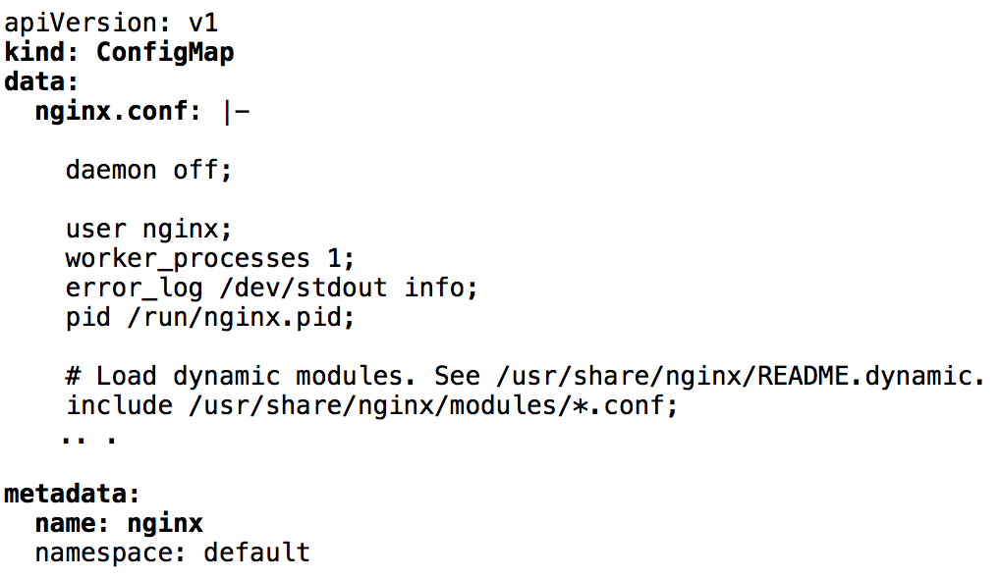 apiVersion: v1
kind: ConfigMap
data:
  nginx.conf: |-

    daemon off;

    user nginx;
    worker_processes 1;
    error_log /dev/stdout info;
    pid /run/nginx.pid;

    # Load dynamic modules. See /usr/share/nginx/README.dynamic.
    include /usr/share/nginx/modules/*.conf;
    .. .

metadata:
  name: nginx
  namespace: default